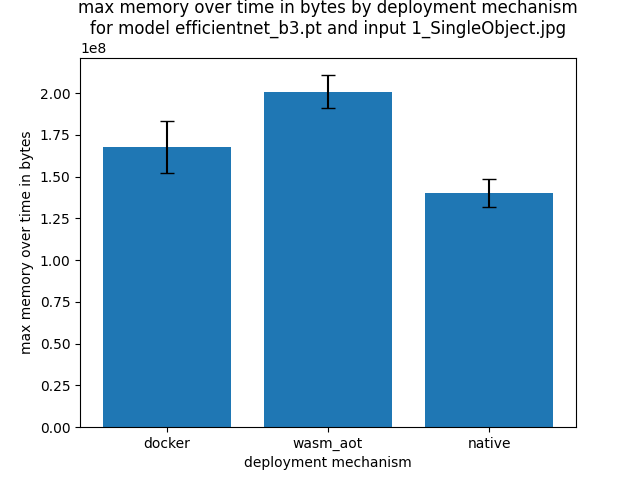 max memory over time in bytes by deployment mechanism
for model efficientnet_b3.pt and input 1_SingleObject.jpg
1e8
2.00
1.75
1.50
1.25
1.00
0.75
0.50
0.25
0.00
max memory over time in bytes
docker
wasm_aot
native
deployment mechanism